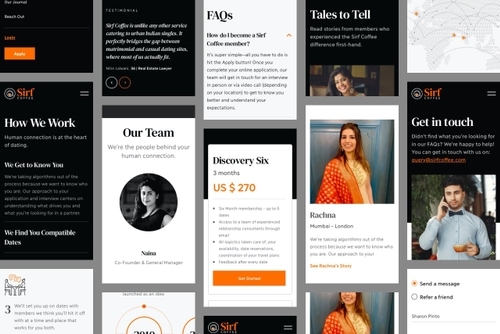 Our Journal
Reach Out
Login
Apply
How We Work
Human connection is at the heart
of dating.
We Get to Know You
We're taking algorithms out of the
process because we want to know who
you are. Our application and
interview centers on
understanding what drives you and
what you're looking for in a partner.
We Find You Compatible
Dates
3
We'll set you up on dates with
members we think you'll hit it off
with at a time and place that
works for you both.
TESTIMONIAL
Sirf Coffee is unlike any other service
catering to urban Indian singles. It
perfectly bridges the gap between
matrimonial and casual dating sites,
where most of us actually fit.
36 | Real Estate Lawyer
Our Team
We're the people behind your
human connection.
Naina
Co-Founder & General Manager
launched as an idea
FAQs
How do I become a Sirf
Coffee member?
It's super simple—all you have to do is
hit the Apply button! Once you
complete your online application, our
team will get in touch for an interview
in person or via video call (depending
on your location) to get to know you
better and understand your
expectations.
Discovery Six
3 months
US $ 270
Six Month membership - up to 6
dates
Access to a team of experienced
relationship consultants through
email
All logistics taken care of, your
availability, date reservations,
coordination of your travel plans
Feedback after every date
Get Started
Sirf
COFFEE
Tales to Tell
Read stories from members who
experienced the Sirf Coffee
difference first-hand.
Rachna
Mumbai - London
We're taking algorithms out of the
process because we want to know
who you are. Our approach to your
See Rachna's Story
Sirf
COFFEE
Get in touch
Didn't find what you're looking
for in our FAQs? We're happy to help!
You can get in touch with us on:
query@sirfcoffee.com
Send a message
Refer a friend
Sharon Pinto